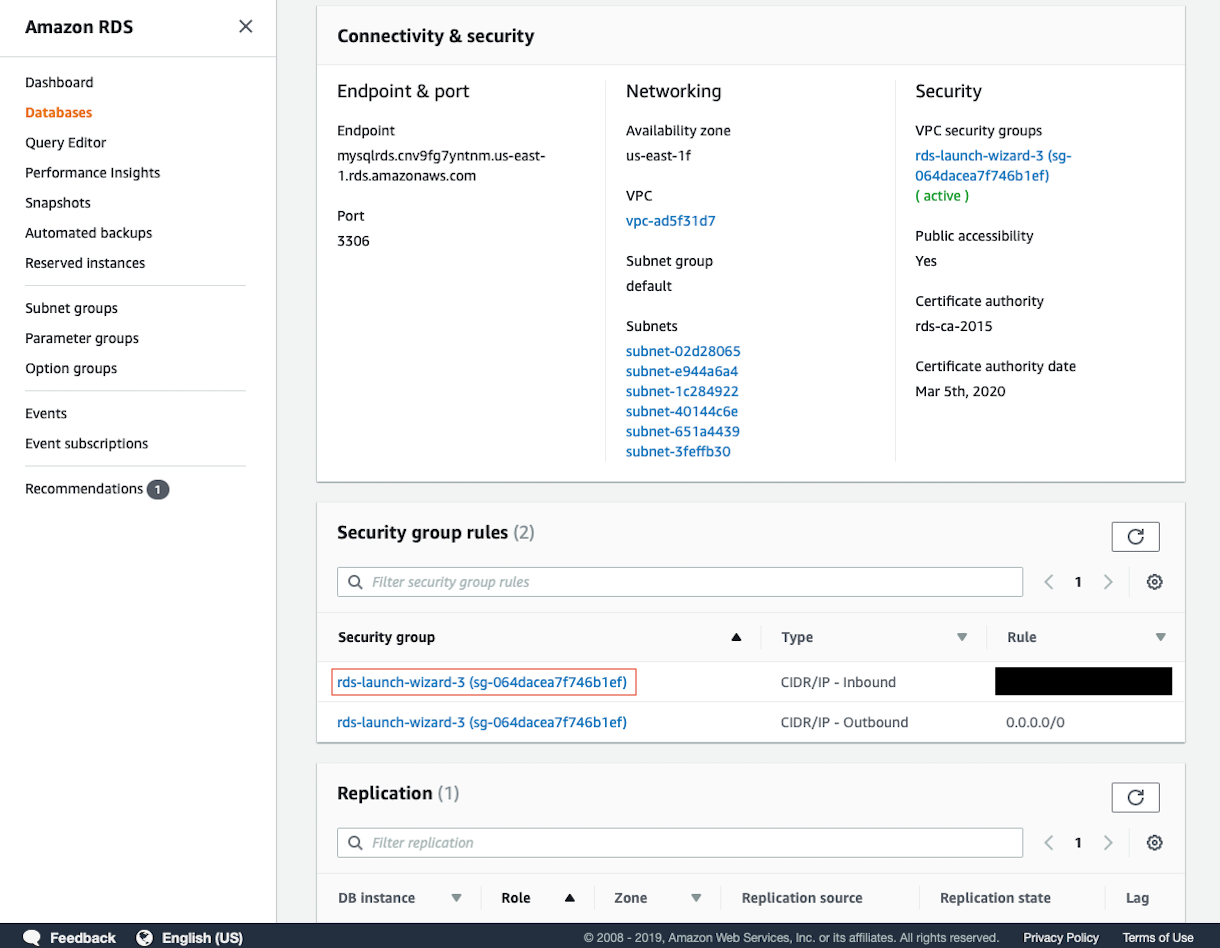 Amazon RDS
Dashboard
Databases
Query Editor
Performance Insights
Snapshots
Automated backups
Reserved instances
Subnet groups
Parameter groups
Option groups
Events
Event subscriptions
Recommendations 1
Connectivity & security
Endpoint & port
Endpoint
mysqlrds.cnv9fg7yntnm.us-east-
1.rds.amazonaws.com
Port
3306
Networking
Availability zone
us-east-1f
VPC
vpc-ad5f31d7
Subnet group
default
Subnets
subnet-02d28065
subnet-e944a6a4
subnet-1c284922
subnet-40144c6e
subnet-651a4439
subnet-3feffb30
Security
VPC security groups
rds-launch-wizard-3 (sg-
064dacea7f746b1ef)
( active )
Public accessibility
Yes
Certificate authority
rds-ca-2015
Certificate authority date
Mar 5th, 2020
Security group rules (2)
Filter security group rules
1
Security group Type Rule
rds-launch-wizard-3 (sg-064dacea7f746b1ef) CIDR/IP - Inbound
rds-launch-wizard-3 (sg-064dacea7f746b1ef) CIDR/IP - Outbound 0.0.0.0/0
Replication (1)
Filter replication
1
DB instance Role Zone Replication source Replication state Lag
Feedback English (US) © 2008 - 2019, Amazon Web Services, Inc. or its affiliates. All rights reserved. Privacy Policy Terms of Use